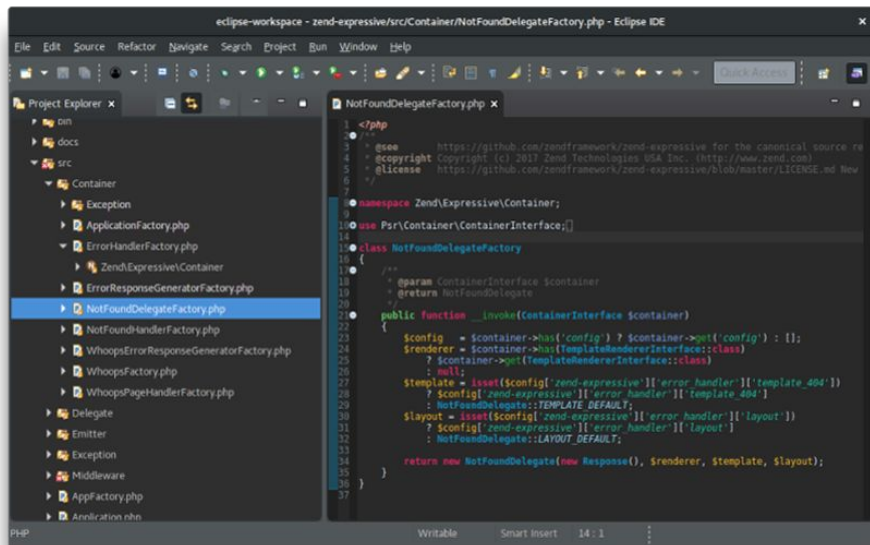 eclipse-workspace - zend-expressive/src/Container/NotFoundDelegateFactory.php - Eclipse IDE
File Edit Source Refactor Navigate Search Project Run Window Help
Quick Access
Project Explorer
bin
docs
src
Container
Exception
ApplicationFactory.php
ErrorHandlerFactory.php
Zend\Expressive\Container
ErrorResponseGeneratorFactory.php
NotFoundDelegateFactory.php
NotFoundHandlerFactory.php
WhoopsErrorResponseGeneratorFactory.php
WhoopsFactory.php
WhoopsPageHandlerFactory.php
Delegate
Emitter
Exception
Middleware
AppFactory.php
Application.php
NotFoundDelegateFactory.php
1 <?php
2 /**
3 * @see https://github.com/zendframework/zend-expressive for the canonical source re
4 * @copyright Copyright (c) 2017 Zend Technologies USA Inc. (http://www.zend.com)
5 * @license https://github.com/zendframework/zend-expressive/blob/master/LICENSE.md New
6 */
7
8 namespace Zend\Expressive\Container;
9
10 use Psr\Container\ContainerInterface;
14
15 class NotFoundDelegateFactory
16 {
17 /**
18 * @param ContainerInterface $container
19 * @return NotFoundDelegate
20 */
21 public function __invoke(ContainerInterface $container)
22 {
23 $config = $container->has('config') ? $container->get('config') : [];
24 $renderer = $container->has(TemplateRendererInterface::class)
25 ? $container->get(TemplateRendererInterface::class)
26 : null;
27 $template = isset($config['zend-expressive']['error_handler']['template_404'])
28 ? $config['zend-expressive']['error_handler']['template_404']
29 : NotFoundDelegate::TEMPLATE_DEFAULT;
30 $layout = isset($config['zend-expressive']['error_handler']['layout'])
31 ? $config['zend-expressive']['error_handler']['layout']
32 : NotFoundDelegate::LAYOUT_DEFAULT;
33
34 return new NotFoundDelegate(new Response(), $renderer, $template, $layout);
35 }
36 }
37
PHP Writable Smart Insert 14 : 1